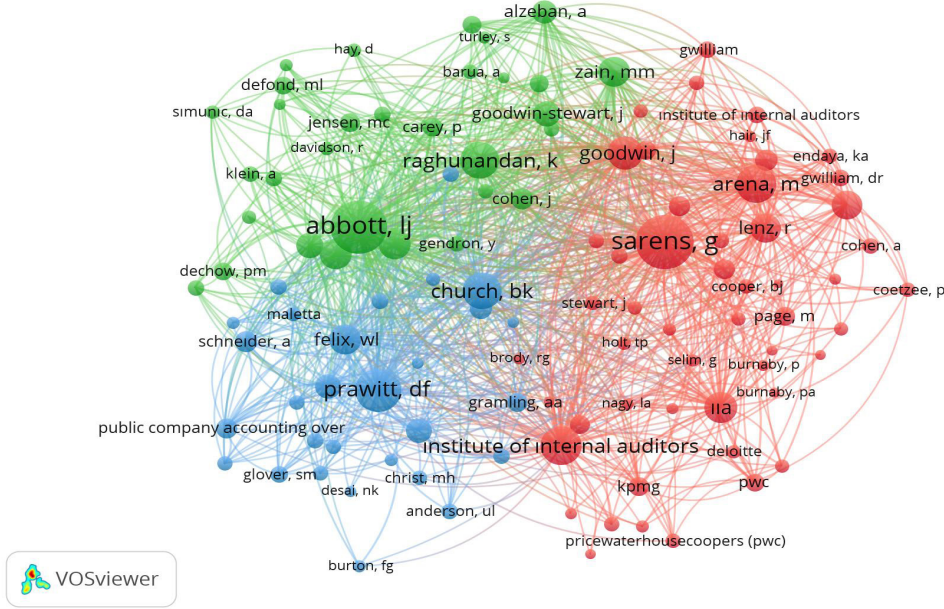 alzeban, a
turley, s
hay, d
gwilliam
barua, a
zain, mm
defond, ml
simunic, da
jensen, mc
carey, p
goodwin-stewart, j
institute of internal auditors
hair, jf
davidson, r
raghunandan, k
goodwin, j
endaya, ka
klein, a
arena, m
gwilliam, dr
cohen, j
abbott, lj
gendron, y
sarens, g
lenz, r
cohen, a
dechow, pm
church, bk
cooper, bj
coetzee, p
stewart, j
maletta
page, m
schneider, a
felix, wl
holt, tp
brody, rg
selim, g
burnaby, p
prawitt, df
gramling, aa
nagy, la
burnaby, pa
iia
public company accounting over
institute of internal auditors
deloitte
glover, sm
christ, mh
kpmg
pwc
desai, nk
anderson, ul
pricewaterhousecoopers (pwc)
burton, fg
VOSviewer